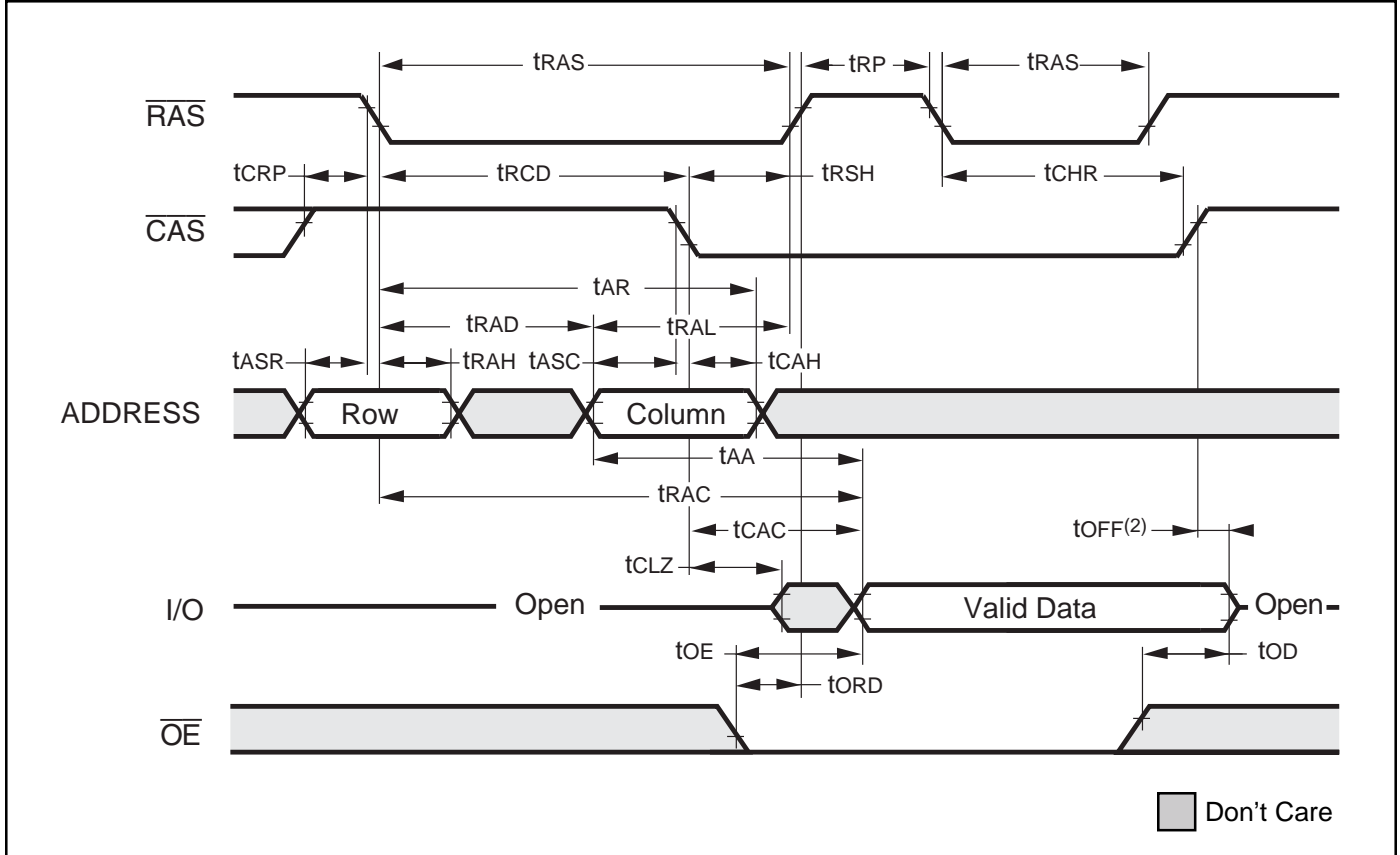 tRAS tRP tRAS
RAS
tCRP tRCD tRSH tCHR
CAS
tAR
tRAD tRAL
tASR tRAH tASC tCAH
ADDRESS Row Column
tAA
tRAC
tCAC tOFF(2)
tCLZ
I/O Open Valid Data Open
tOE tOD
tORD
OE
Don't Care